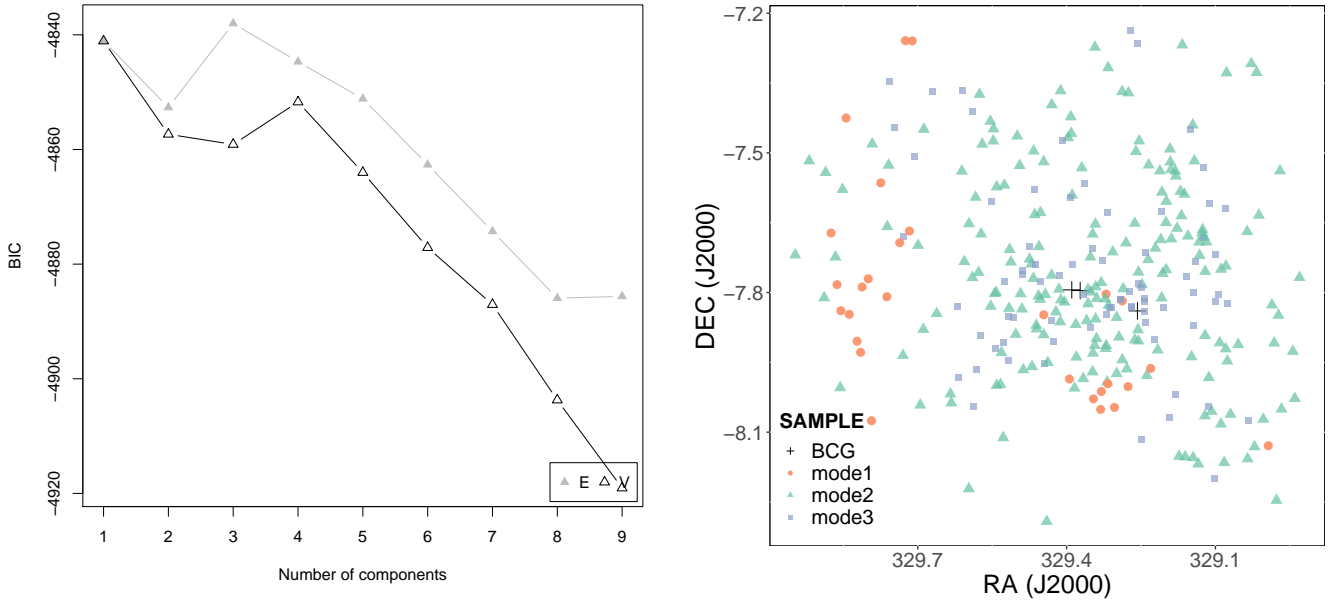 BIC
-4840
-4860
-4880
-4900
-4920
E V
1 2 3 4 5 6 7 8 9
Number of components
DEC (J2000)
−7.2
−7.5
−7.8
−8.1
SAMPLE
BCG
mode1
mode2
mode3
329.7 329.4 329.1
RA (J2000)